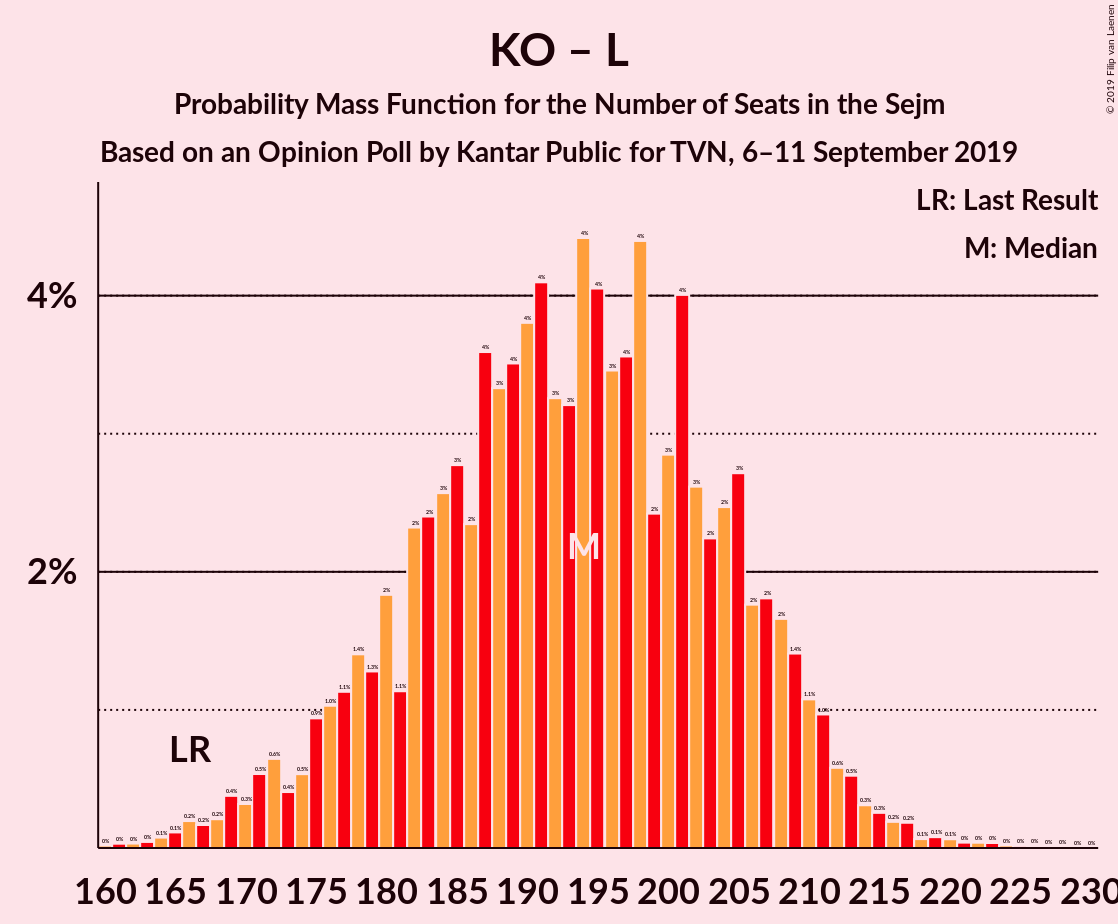 KO – L
Probability Mass Function for the Number of Seats in the Sejm
Based on an Opinion Poll by Kantar Public for TVN, 6–11 September 2019
© 2019 Filip van Laenen
LR: Last Result
M: Median
4%
2%
0% 0% 0% 0% 0.1% 0.1% 0.2% 0.2% 0.2% 0.4% 0.3% 0.5% 0.6% 0.4% 0.5% 0.9% 1.0% 1.1% 1.4% 1.3% 2% 1.1% 2% 2% 3% 3% 2% 4% 3% 4% 4% 4% 3% 3% 4% 4% 3% 4% 4% 2% 3% 4% 3% 2% 2% 3% 2% 2% 2% 1.4% 1.1% 1.0% 0.6% 0.5% 0.3% 0.3% 0.2% 0.2% 0.1% 0.1% 0.1% 0% 0% 0% 0% 0% 0% 0% 0% 0% 0%
M
LR
160 165 170 175 180 185 190 195 200 205 210 215 220 225 230